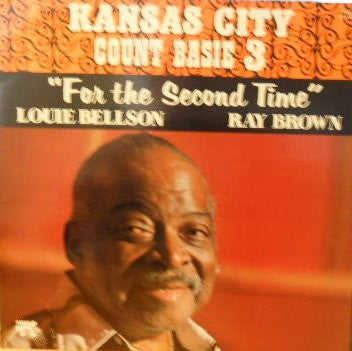 KANSAS CITY
COUNT BASIE 3
"For the Second Time"
LOUIE BELLSON RAY BROWN